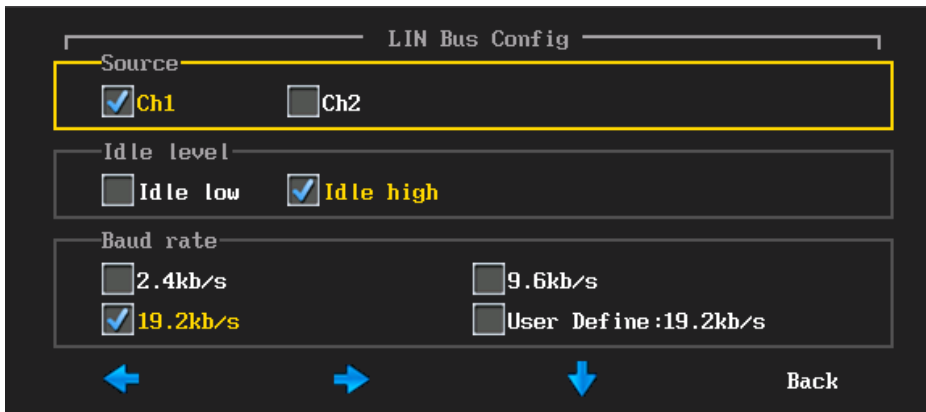 LIN Bus Config
Source
Ch1 Ch2
Idle level
Idle low Idle high
Baud rate
2.4kb/s 9.6kb/s
19.2kb/s User Define:19.2kb/s
Back